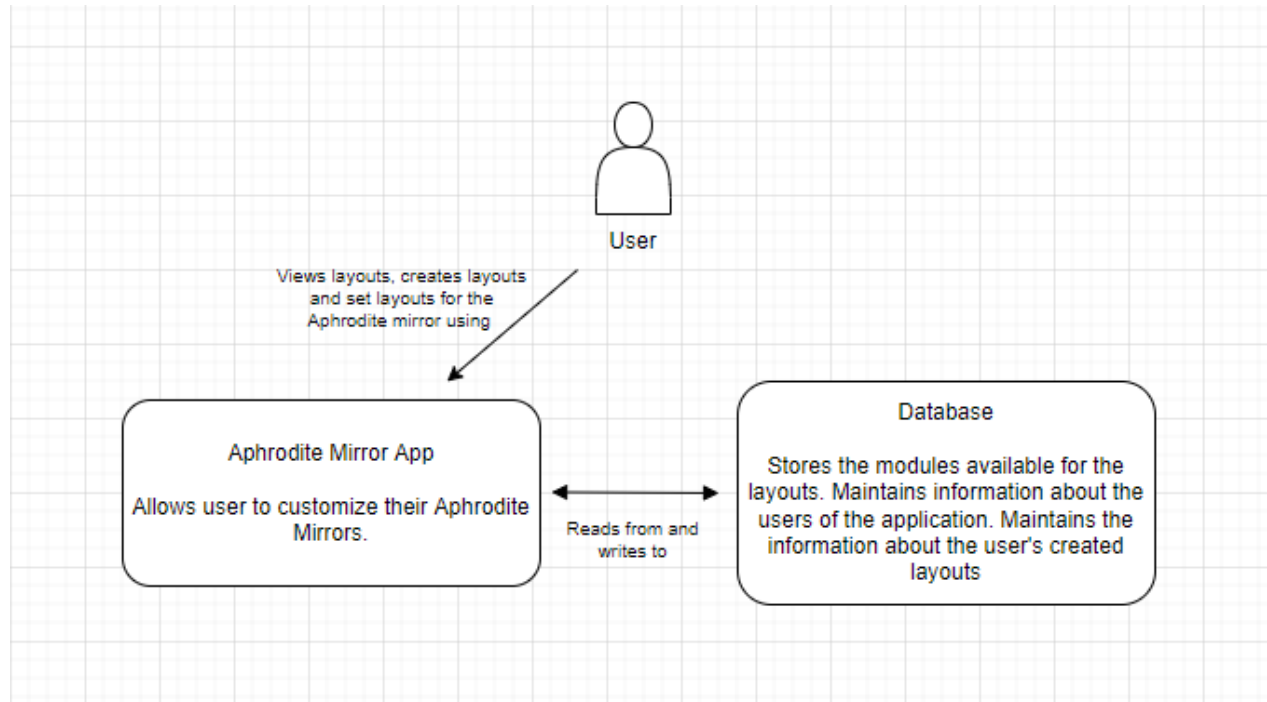 User
Views layouts, creates layouts
and set layouts for the
Aphrodite mirror using
Aphrodite Mirror App
Allows user to customize their Aphrodite
Mirrors.
Reads from and
writes to
Database
Stores the modules available for the
layouts. Maintains information about the
users of the application. Maintains the
information about the user's created
layouts